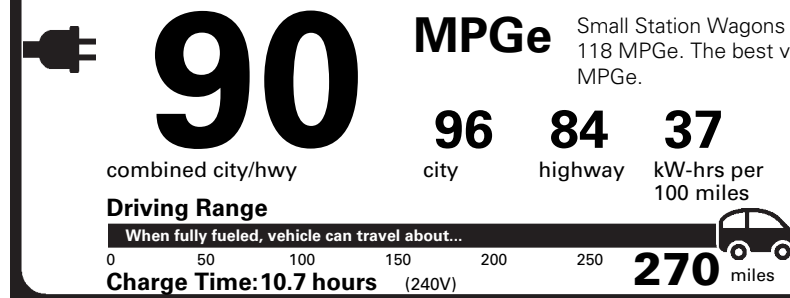 90
MPGe
Small Station Wagons
118 MPGe. The best
MPGe.
96 84 37
combined city/hwy city highway kW-hrs per
100 miles
Driving Range
When fully fueled, vehicle can travel about...
0 50 100 150 200 250 270 miles
Charge Time: 10.7 hours (240V)